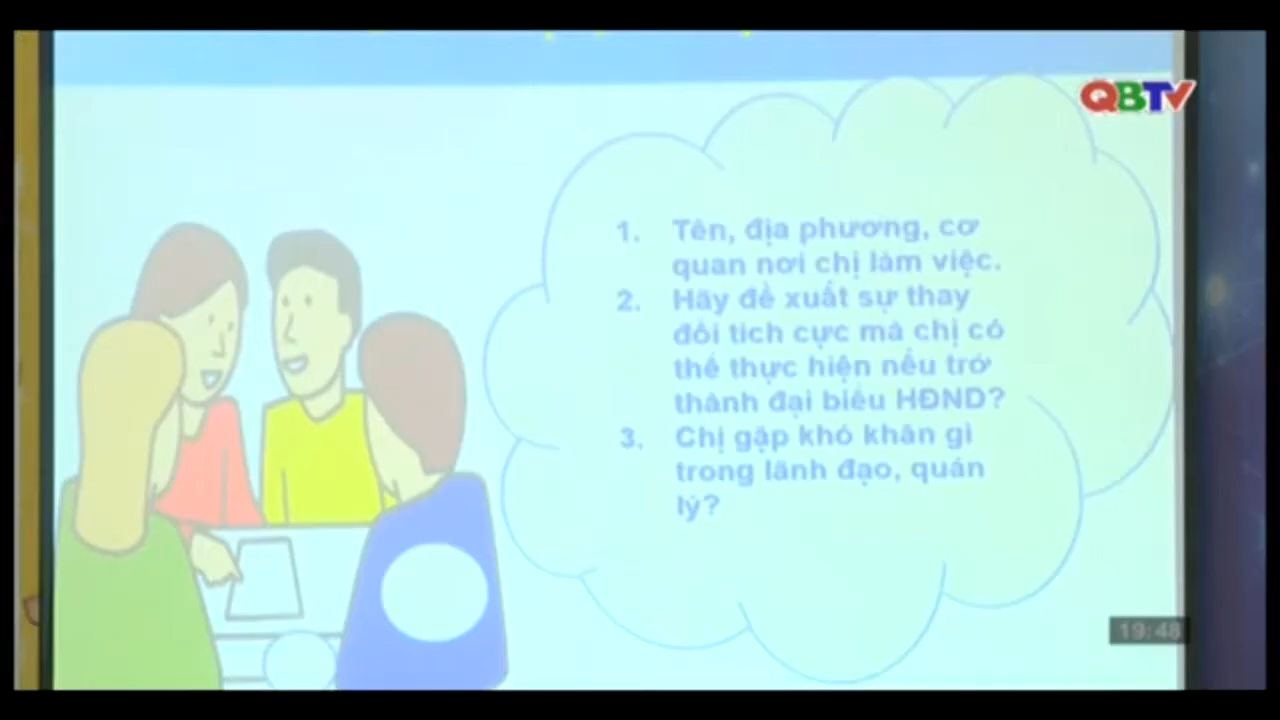 QBTV
1. Tên, địa phương, cơ
quan nơi chị làm việc.
2. Hãy đề xuất sự thay
đổi tích cực mà chị có
thể thực hiện nếu trở
thành đại biểu HĐND?
3. Chị gặp khó khăn gì
trong lãnh đạo, quản
lý?
19:48